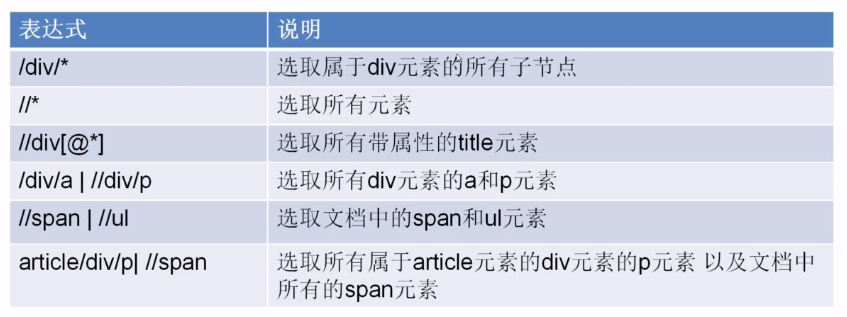 表达式 说明
/div/* 选取属于div元素的所有子节点
//* 选取所有元素
//div[@*] 选取所有带属性的title元素
/div/a | //div/p 选取所有div元素的a和p元素
//span | //ul 选取文档中的span和ul元素
article/div/p| //span 选取所有属于article元素的div元素的p元素 以及文档中
所有的span元素